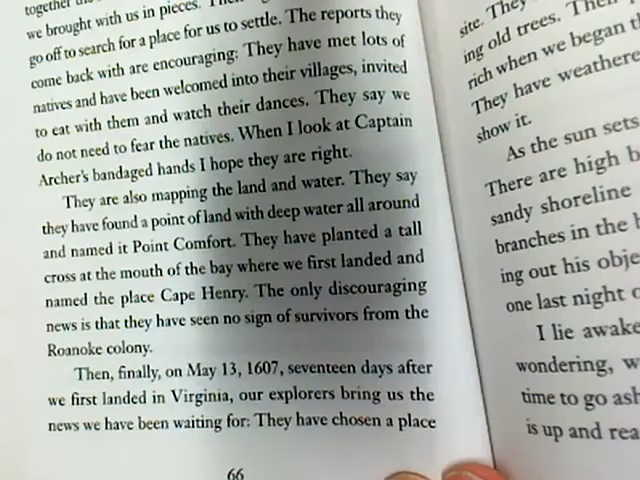 together the
we brought with us in pieces. Then
go off to search for a place for us to settle. The reports they
come back with are encouraging: They have met lots of
natives and have been welcomed into their villages, invited
to eat with them and watch their dances. They say we
do not need to fear the natives. When I look at Captain
Archer's bandaged hands I hope they are right.
They are also mapping the land and water. They say
they have found a point of land with deep water all around
and named it Point Comfort. They have planted a tall
cross at the mouth of the bay where we first landed and
named the place Cape Henry. The only discouraging
news is that they have seen no sign of survivors from the
Roanoke colony.
Then, finally, on May 13, 1607, seventeen days after
we first landed in Virginia, our explorers bring us the
news we have been waiting for: They have chosen a place
66
site. They
ing old trees. Their
rich when we began
They have weathere
show it.
As the sun sets
There are high b
sandy shoreline
branches in the
ing out his obje
one last night
I lie awake
wondering, w
time to go ash
is up and rea